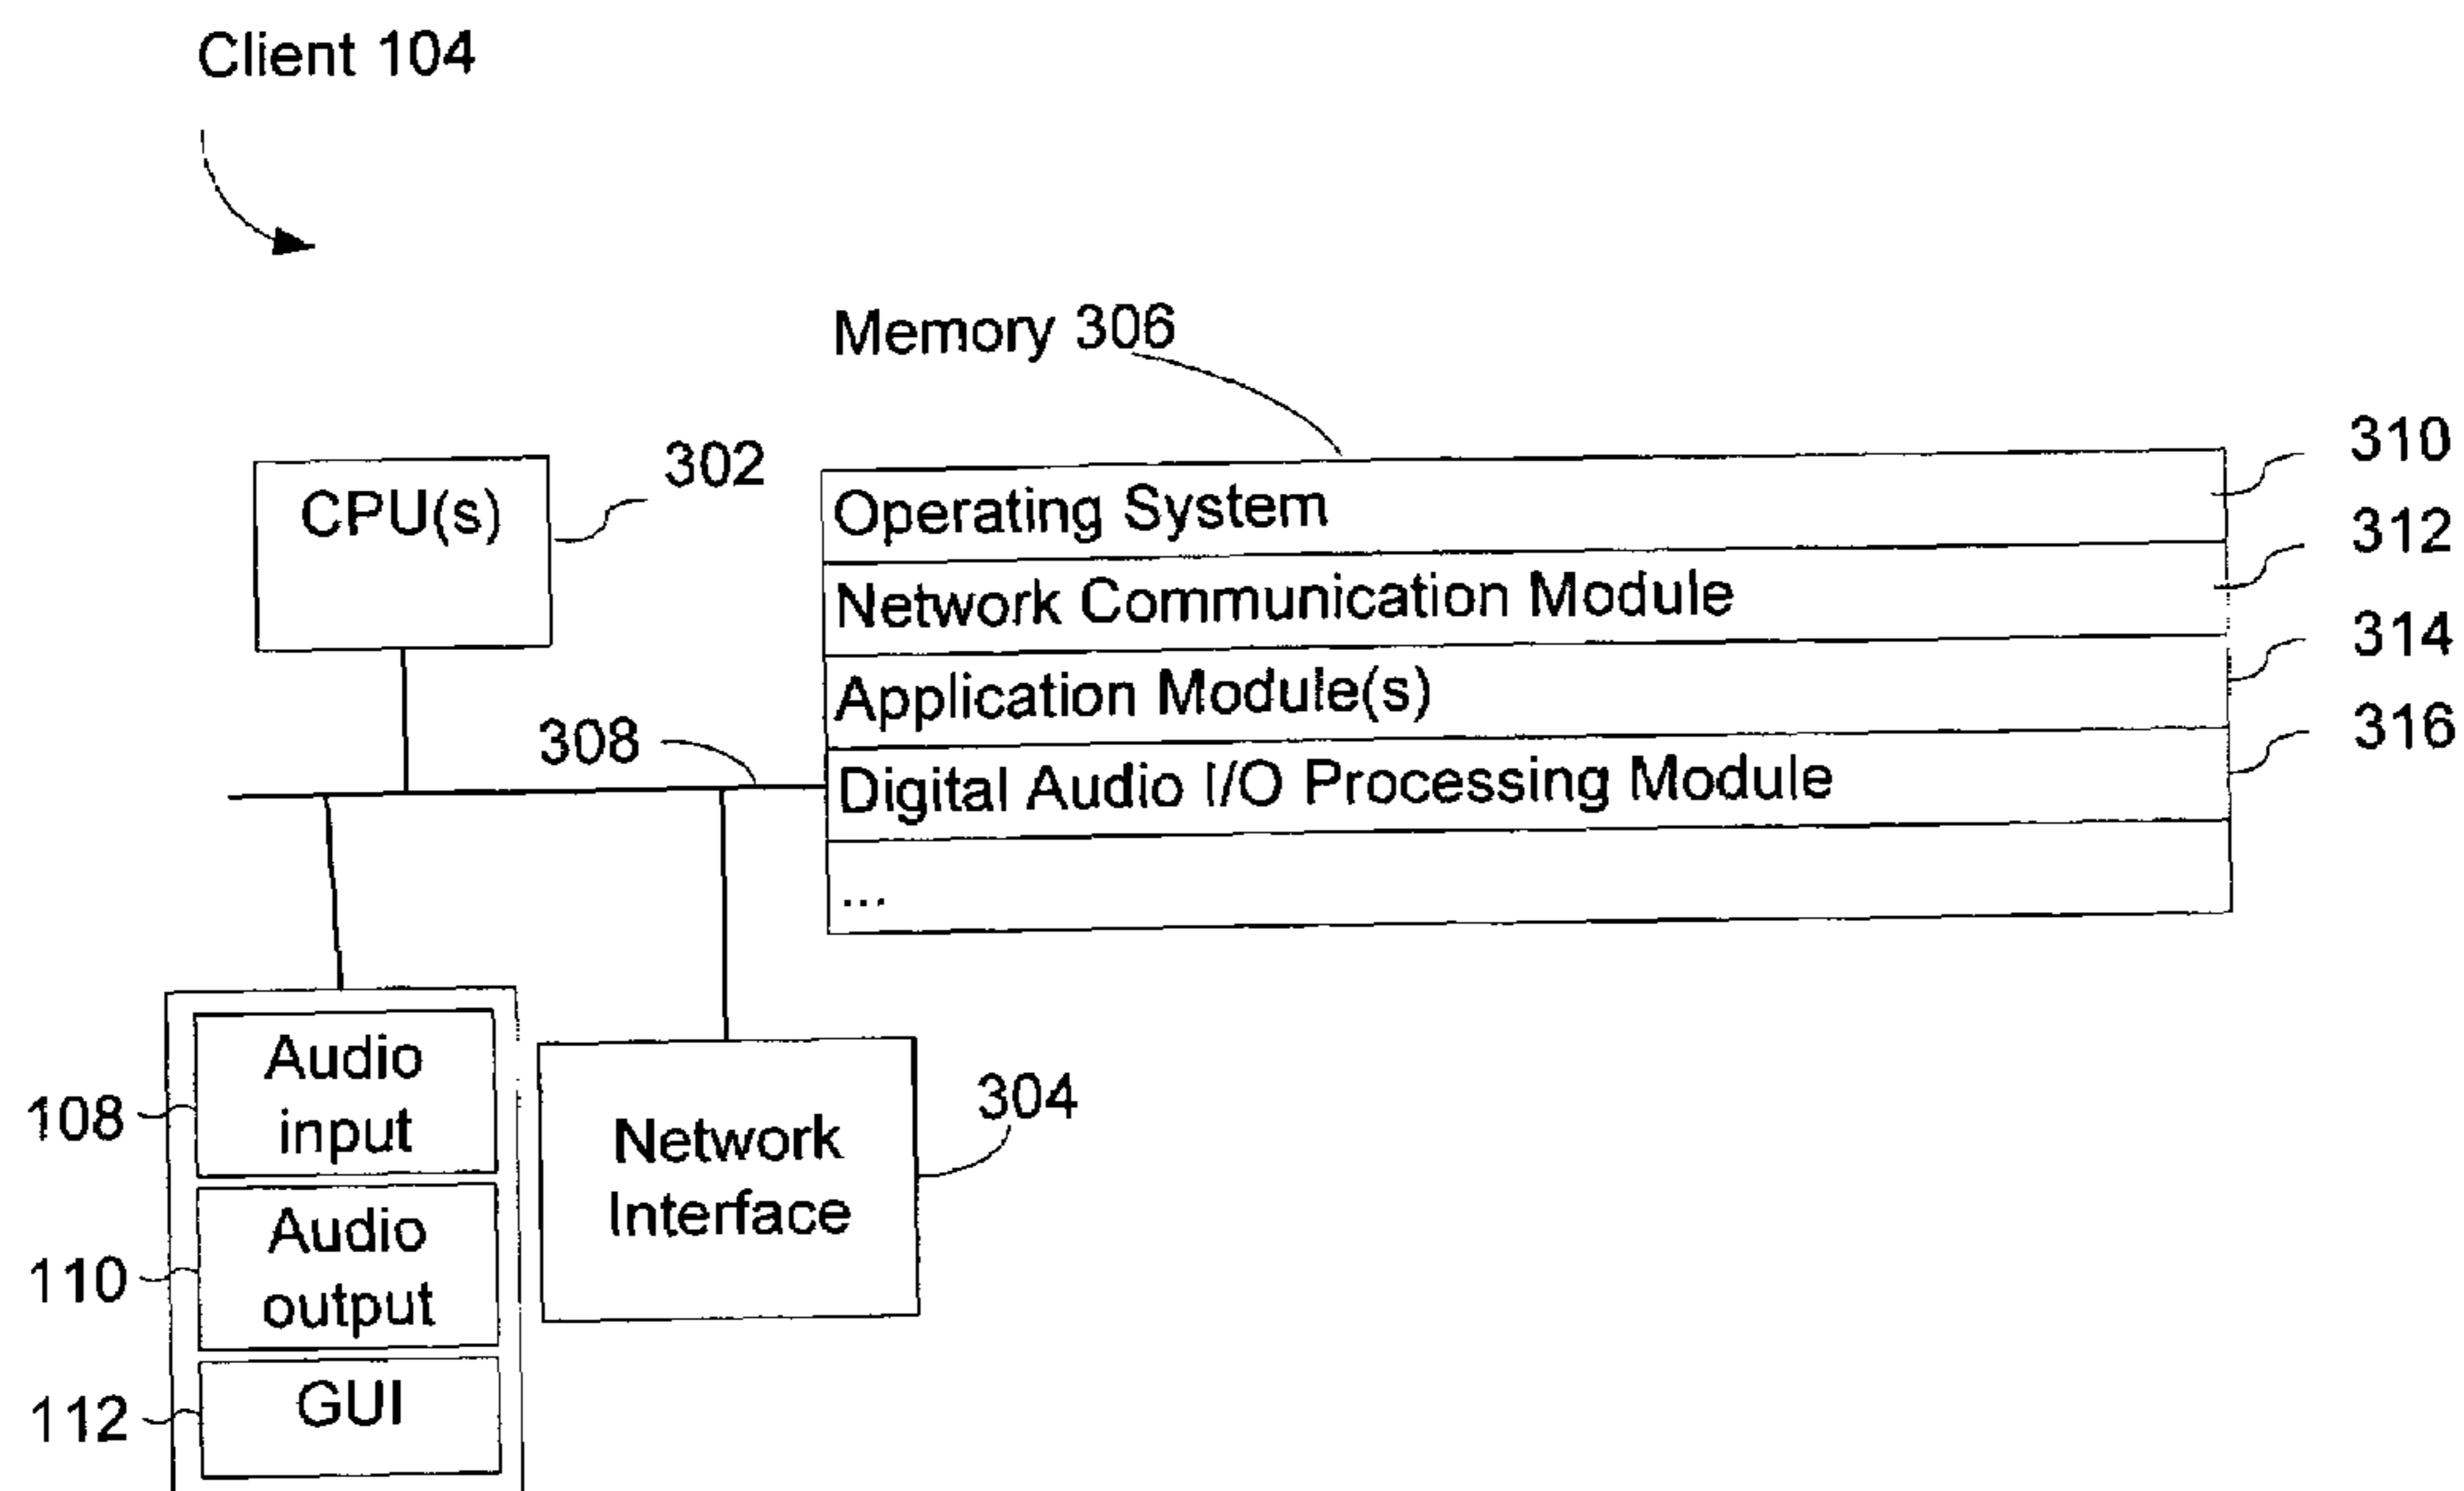 Client 104
Memory 306
CPU(s)
302
Operating System
310
Network Communication Module
312
Application Module(s)
314
308
Digital Audio I/O Processing Module
316
...
Audio
input
108
Audio
output
110
GUI
112
Network
Interface
304